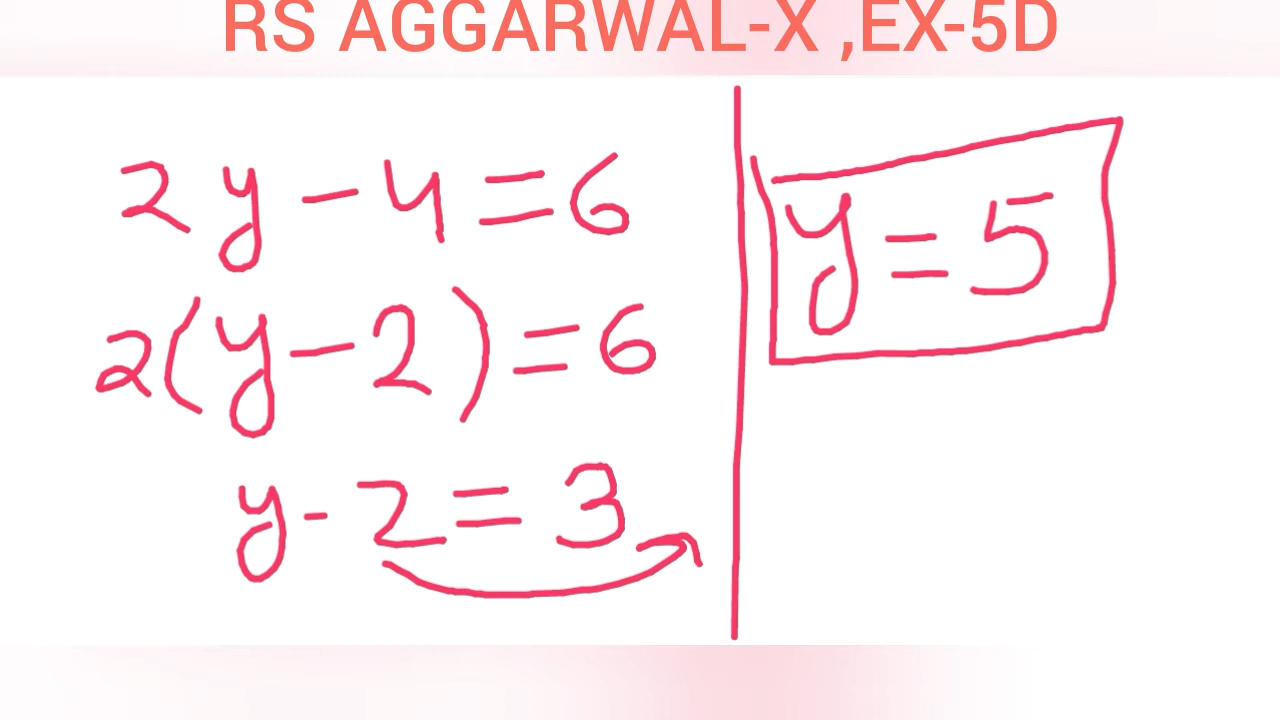 RS AGGARWAL-X ,EX-5D
2y-4=6
2(y-2)=6
y-2=3
y=5